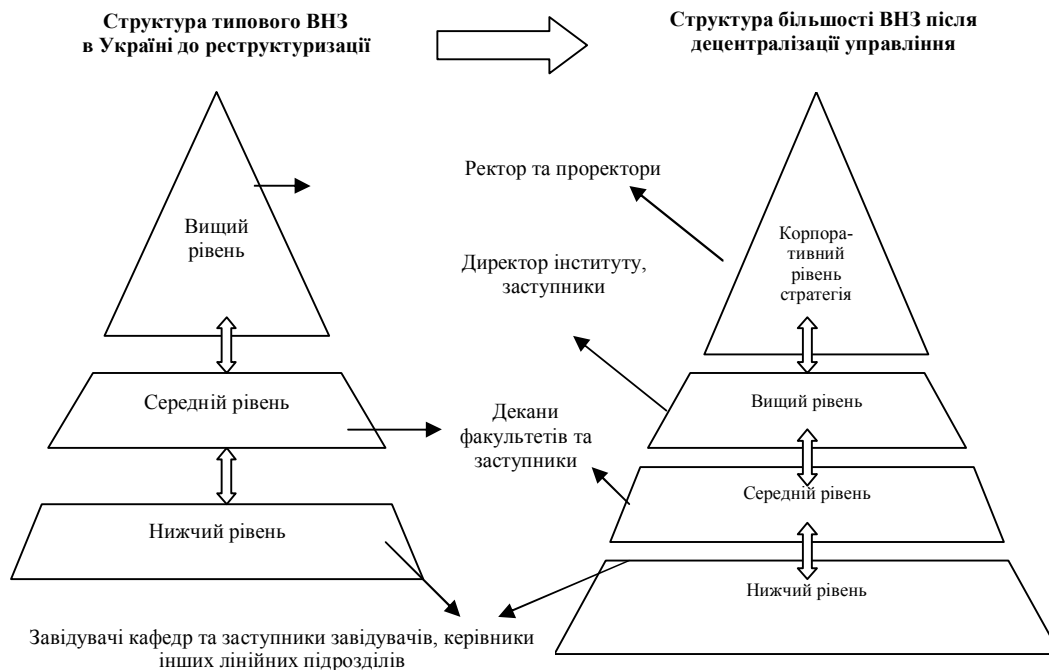 Структура типового ВНЗ
в Україні до реструктуризації
Структура більшості ВНЗ після
децентралізації управління
Вищий
рівень
Середній рівень
Нижчий рівень
Ректор та проректори
Директор інституту,
заступники
Декани
факультетів та
заступники
Завідувачі кафедр та заступники завідувачів, керівники
інших лінійних підрозділів
Корпора-
тивний
рівень
стратегія
Вищий рівень
Середній рівень
Нижчий рівень